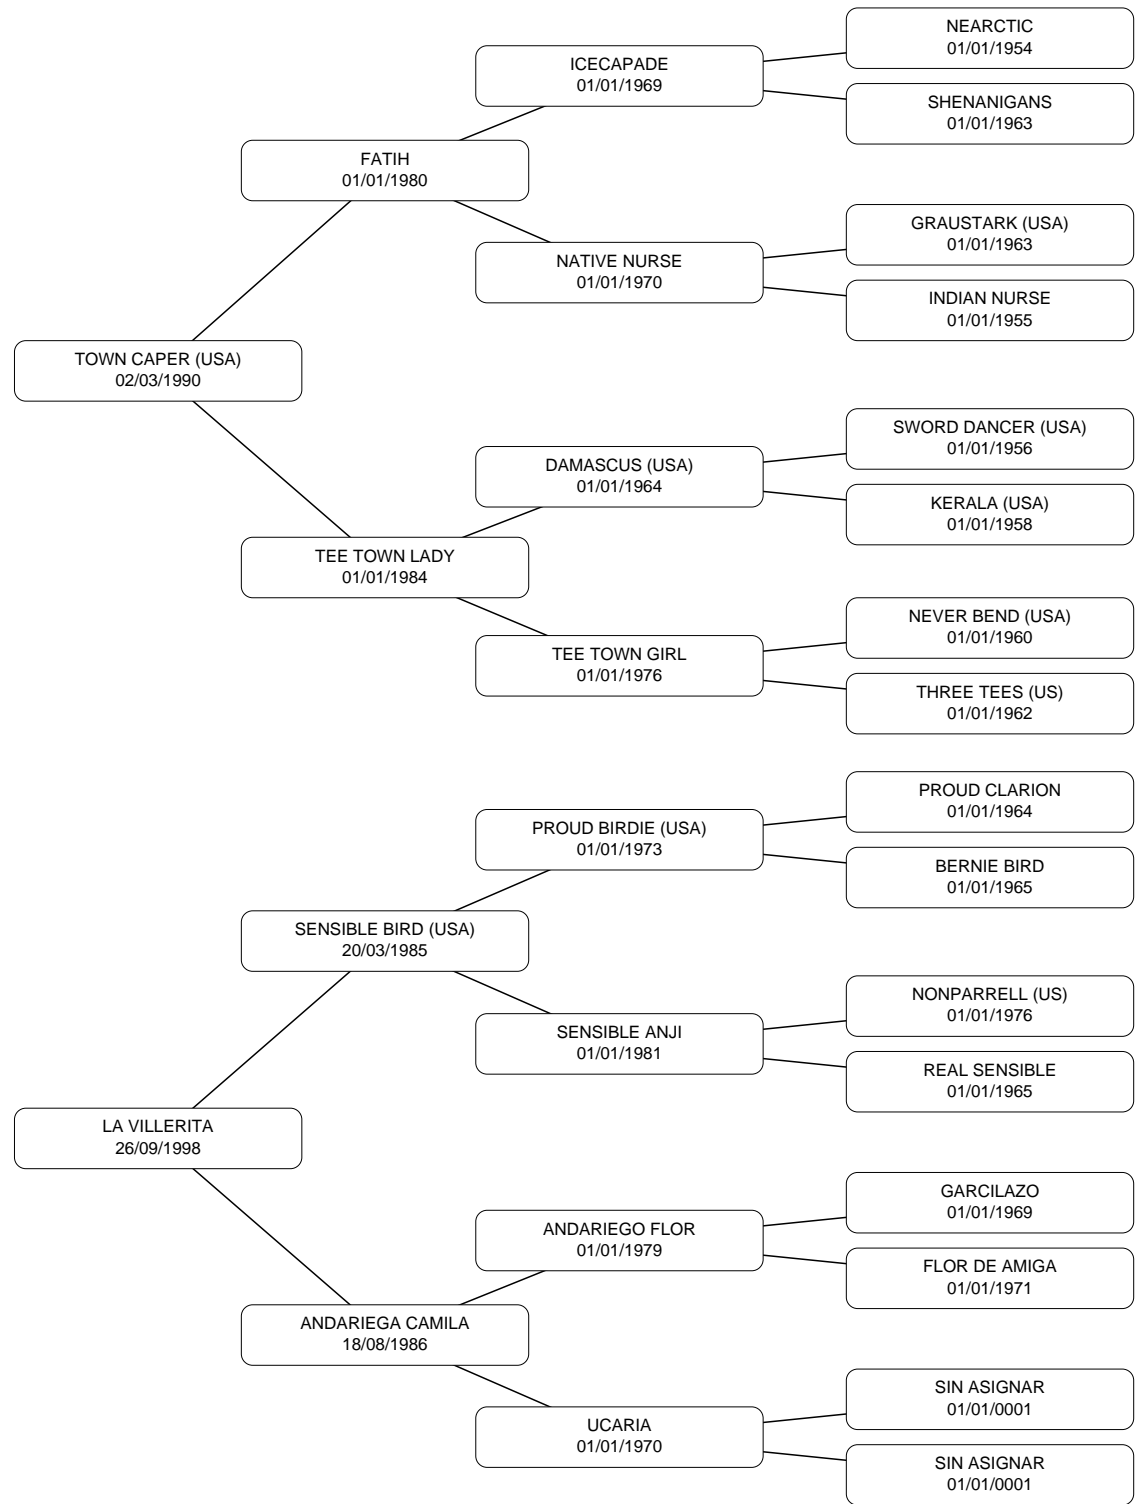 NEARCTIC
01/01/1954
ICECAPADE
01/01/1969
SHENANIGANS
01/01/1963
FATIH
01/01/1980
GRAUSTARK (USA)
01/01/1963
NATIVE NURSE
01/01/1970
INDIAN NURSE
01/01/1955
TOWN CAPER (USA)
02/03/1990
SWORD DANCER (USA)
01/01/1956
DAMASCUS (USA)
01/01/1964
KERALA (USA)
01/01/1958
TEE TOWN LADY
01/01/1984
NEVER BEND (USA)
01/01/1960
TEE TOWN GIRL
01/01/1976
THREE TEES (US)
01/01/1962
PROUD CLARION
01/01/1964
PROUD BIRDIE (USA)
01/01/1973
BERNIE BIRD
01/01/1965
SENSIBLE BIRD (USA)
20/03/1985
NONPARRELL (US)
01/01/1976
SENSIBLE ANJI
01/01/1981
REAL SENSIBLE
01/01/1965
LA VILLERITA
26/09/1998
GARCILAZO
01/01/1969
ANDARIEGO FLOR
01/01/1979
FLOR DE AMIGA
01/01/1971
ANDARIEGA CAMILA
18/08/1986
SIN ASIGNAR
01/01/0001
UCARIA
01/01/1970
SIN ASIGNAR
01/01/0001